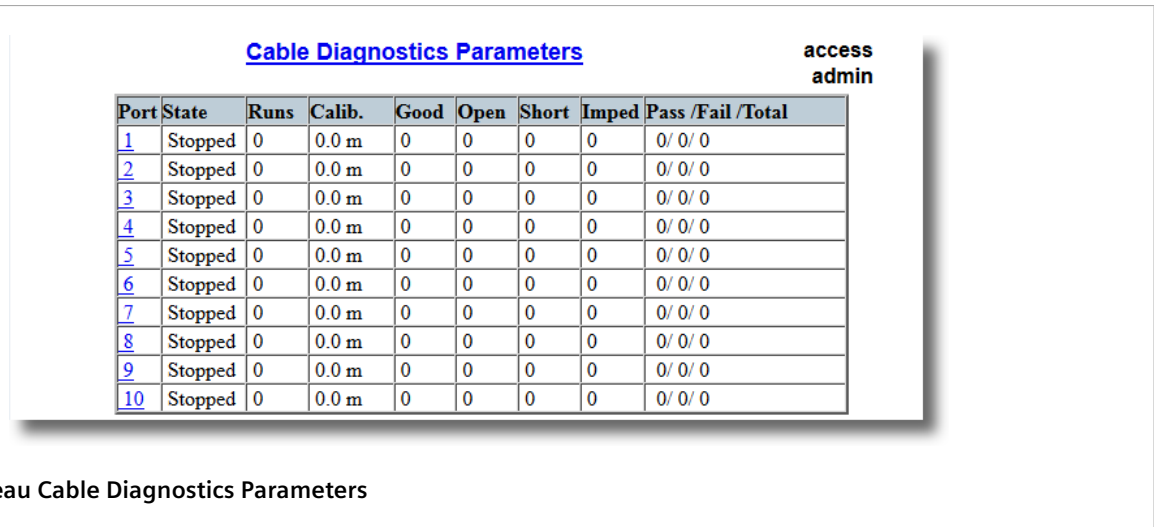 Cable Diagnostics Parameters
access
admin
Port State Runs Calib. Good Open Short Imped Pass /Fail /Total
1 Stopped 0 0.0 m 0 0 0 0 0/ 0/ 0
2 Stopped 0 0.0 m 0 0 0 0 0/ 0/ 0
3 Stopped 0 0.0 m 0 0 0 0 0/ 0/ 0
4 Stopped 0 0.0 m 0 0 0 0 0/ 0/ 0
5 Stopped 0 0.0 m 0 0 0 0 0/ 0/ 0
6 Stopped 0 0.0 m 0 0 0 0 0/ 0/ 0
7 Stopped 0 0.0 m 0 0 0 0 0/ 0/ 0
8 Stopped 0 0.0 m 0 0 0 0 0/ 0/ 0
9 Stopped 0 0.0 m 0 0 0 0 0/ 0/ 0
10 Stopped 0 0.0 m 0 0 0 0 0/ 0/ 0
Cable Diagnostics Parameters